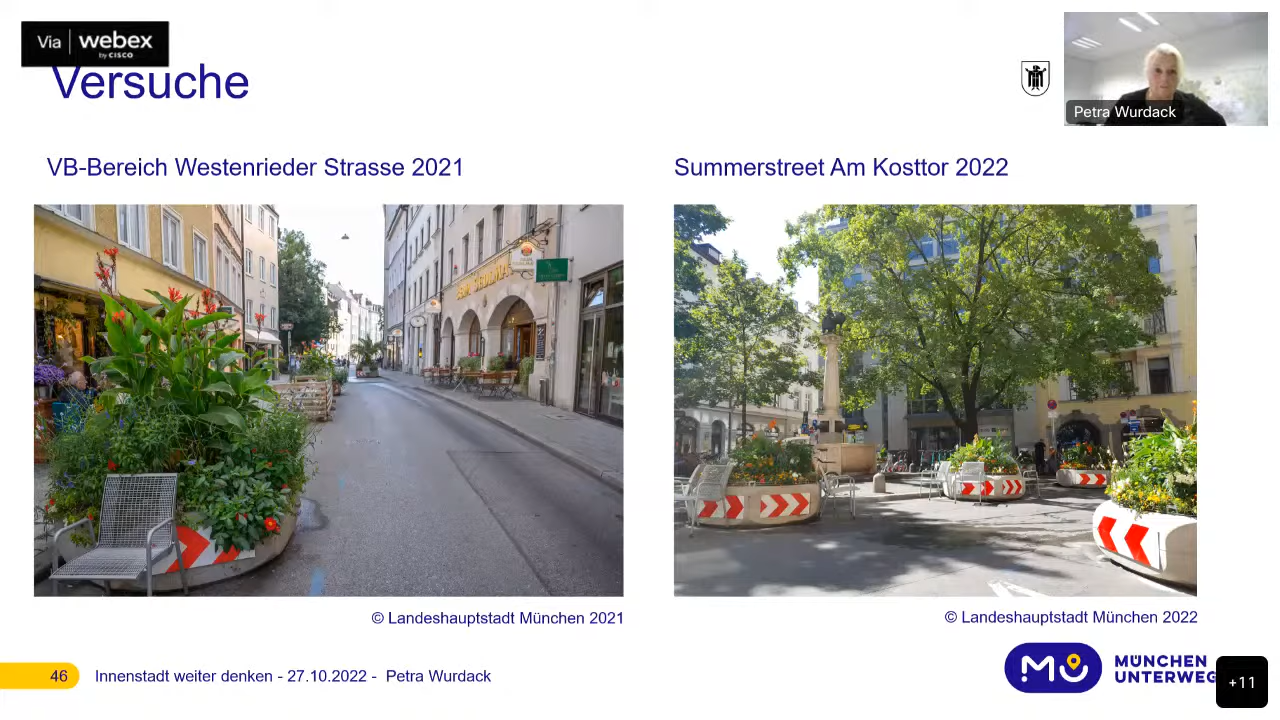 Via webex
by CISCO
Versuche
Petra Wurdack
VB-Bereich Westenrieder Strasse 2021
Summerstreet Am Kosttor 2022
© Landeshauptstadt München 2021
© Landeshauptstadt München 2022
46
Innenstadt weiter denken - 27.10.2022 - Petra Wurdack
MÜNCHEN
UNTERWEGS
+11